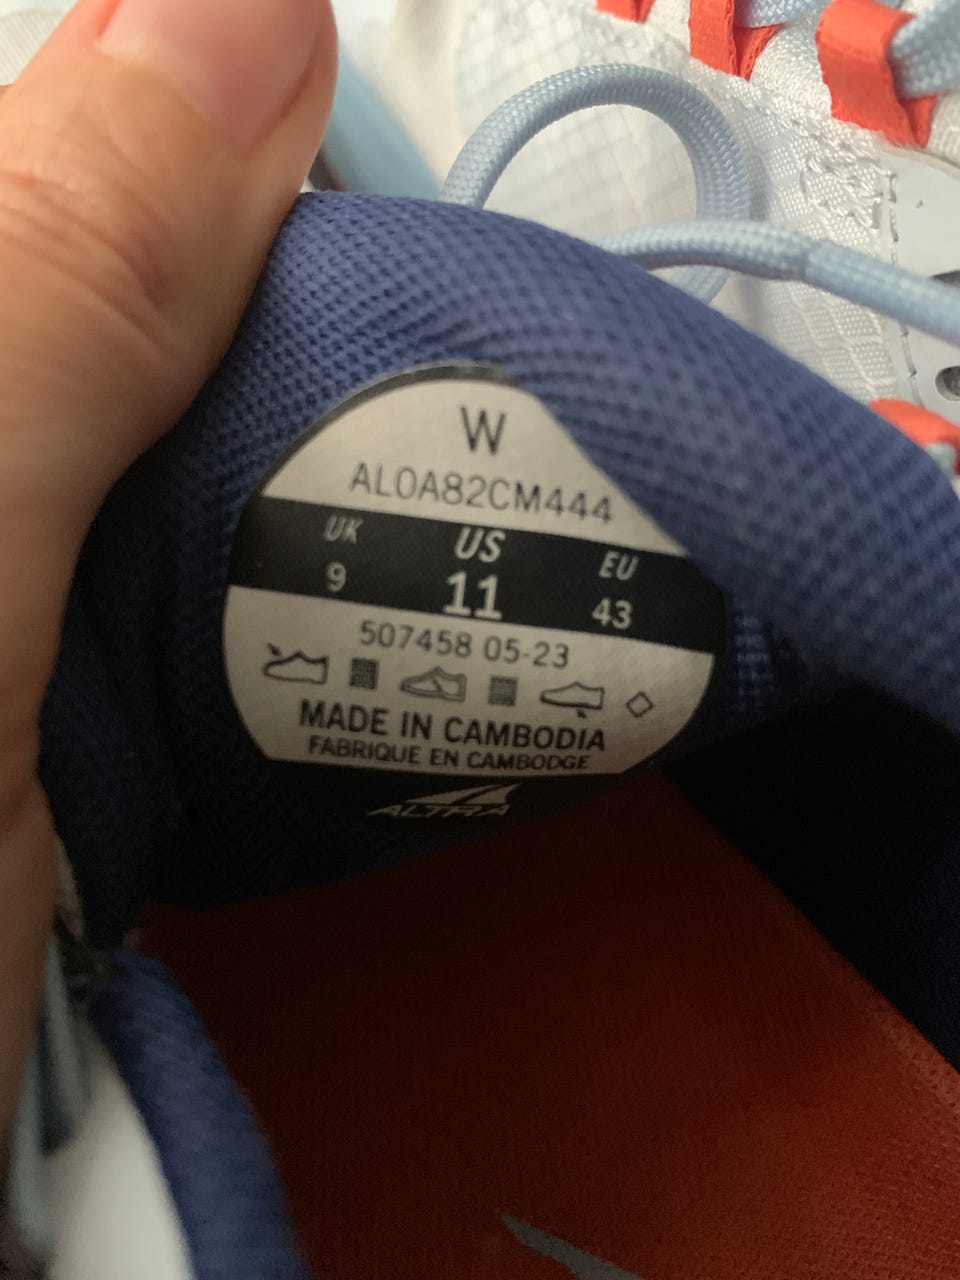 W
AL0A82CM444
UK US EU
9 11 43
507458 05-23
MADE IN CAMBODIA
FABRIQUE EN CAMBODGE
ALTRA